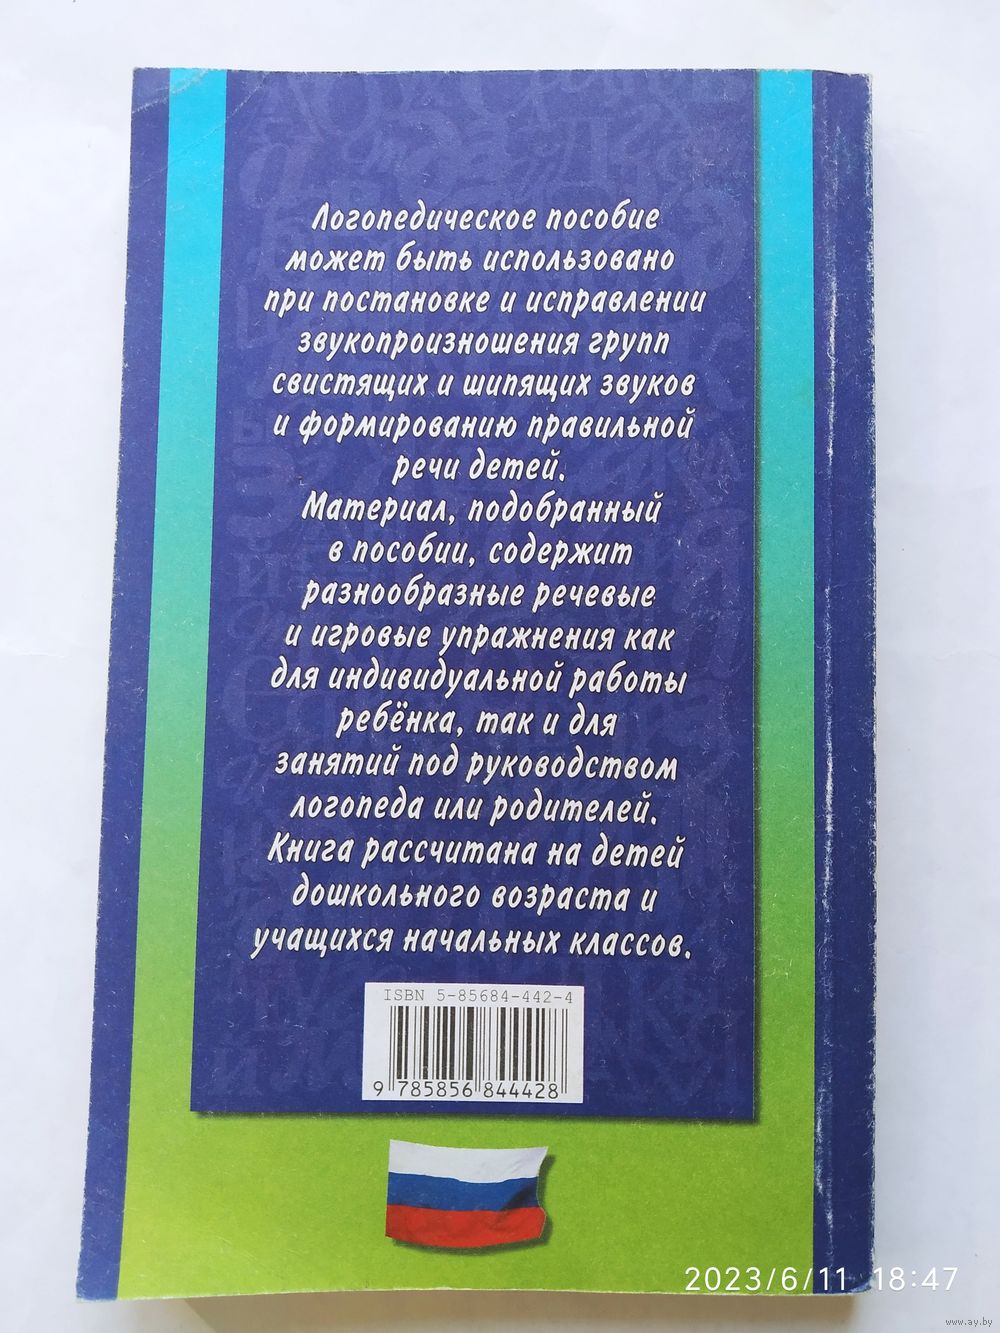 Логопедическое пособие
может быть использовано
при постановке и исправлении
звукопроизношения групп
свистящих и шипящих звуков
и формированию правильной
речи детей.
Материал, подобранный
в пособии, содержит
разнообразные речевые
и игровые упражнения как
для индивидуальной работы
ребёнка, так и для
занятий под руководством
логопеда или родителей.
Книга рассчитана на детей
дошкольного возраста и
учащихся начальных классов.
ISBN 5-85684-442-4
9 785856 844428
2023/6/11 18:47
www.ay.by